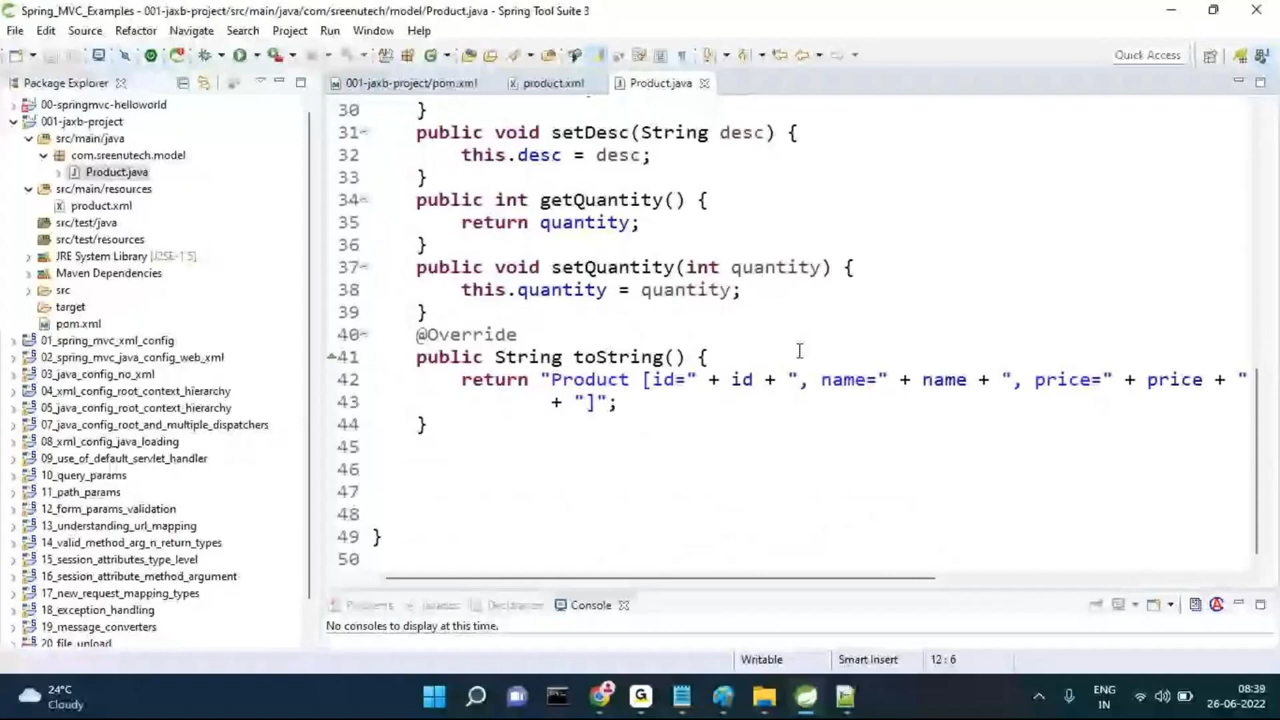 Spring_MVC_Examples - 001-jaxb-project/src/main/java/com/sreenutech/model/Product.java - Spring Tool Suite 3
File Edit Source Refactor Navigate Search Project Run Window Help
Quick Access
Package Explorer
001-jaxb-project/pom.xml product.xml Product.java
00-springmvc-helloworld
001-jaxb-project
src/main/java
com.sreenutech.model
Product.java
src/main/resources
product.xml
src/test/java
src/test/resources
JRE System Library [J2SE-1.5]
Maven Dependencies
src
target
pom.xml
01_spring_mvc_xml_config
02_spring_mvc_java_config_web_xml
03_java_config_no_xml
04_xml_config_root_context_hierarchy
05_java_config_root_context_hierarchy
07_java_config_root_and_multiple_dispatchers
08_xml_config_java_loading
09_use_of_default_servlet_handler
10_query_params
11_path_params
12_form_params_validation
13_understanding_url_mapping
14_valid_method_arg_n_return_types
15_session_attributes_type_level
16_session_attribute_method_argument
17_new_request_mapping_types
18_exception_handling
19_message_converters
20_file_upload
30 }
31 public void setDesc(String desc) {
32 this.desc = desc;
33 }
34 public int getQuantity() {
35 return quantity;
36 }
37 public void setQuantity(int quantity) {
38 this.quantity = quantity;
39 }
40 @Override
41 public String toString() {
42 return "Product [id=" + id + ", name=" + name + ", price=" + price + "
43 + "]";
44 }
45
46
47
48
49 }
50
Problems Javadoc Declaration Console
No consoles to display at this time.
Writable Smart Insert 12 : 6
24°C
Cloudy
ENG
IN
08:39
26-06-2022